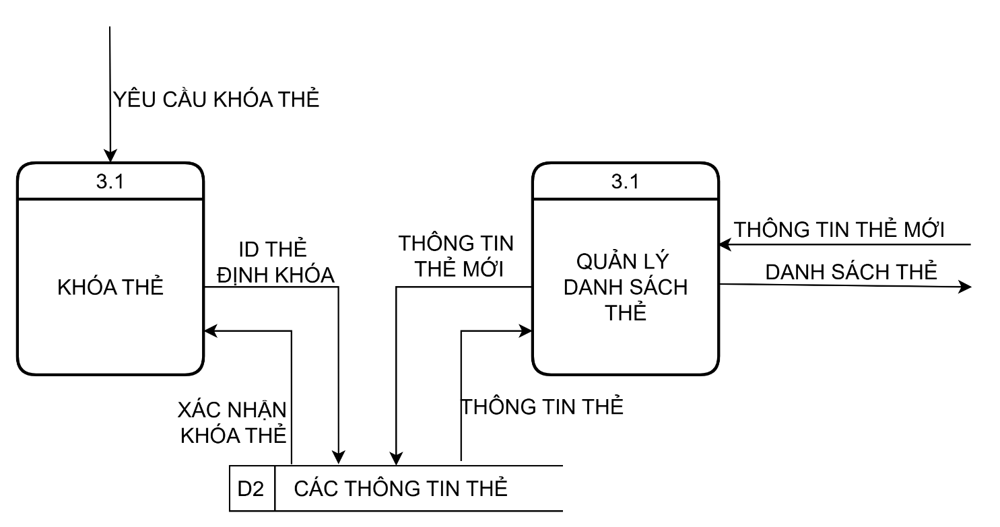 YÊU CẦU KHÓA THẺ
3.1
KHÓA THẺ
ID THẺ
ĐỊNH KHÓA
XÁC NHẬN
KHÓA THẺ
3.1
QUẢN LÝ
DANH SÁCH
THẺ
THÔNG TIN
THẺ MỚI
THÔNG TIN THẺ
THÔNG TIN THẺ MỚI
DANH SÁCH THẺ
D2
CÁC THÔNG TIN THẺ